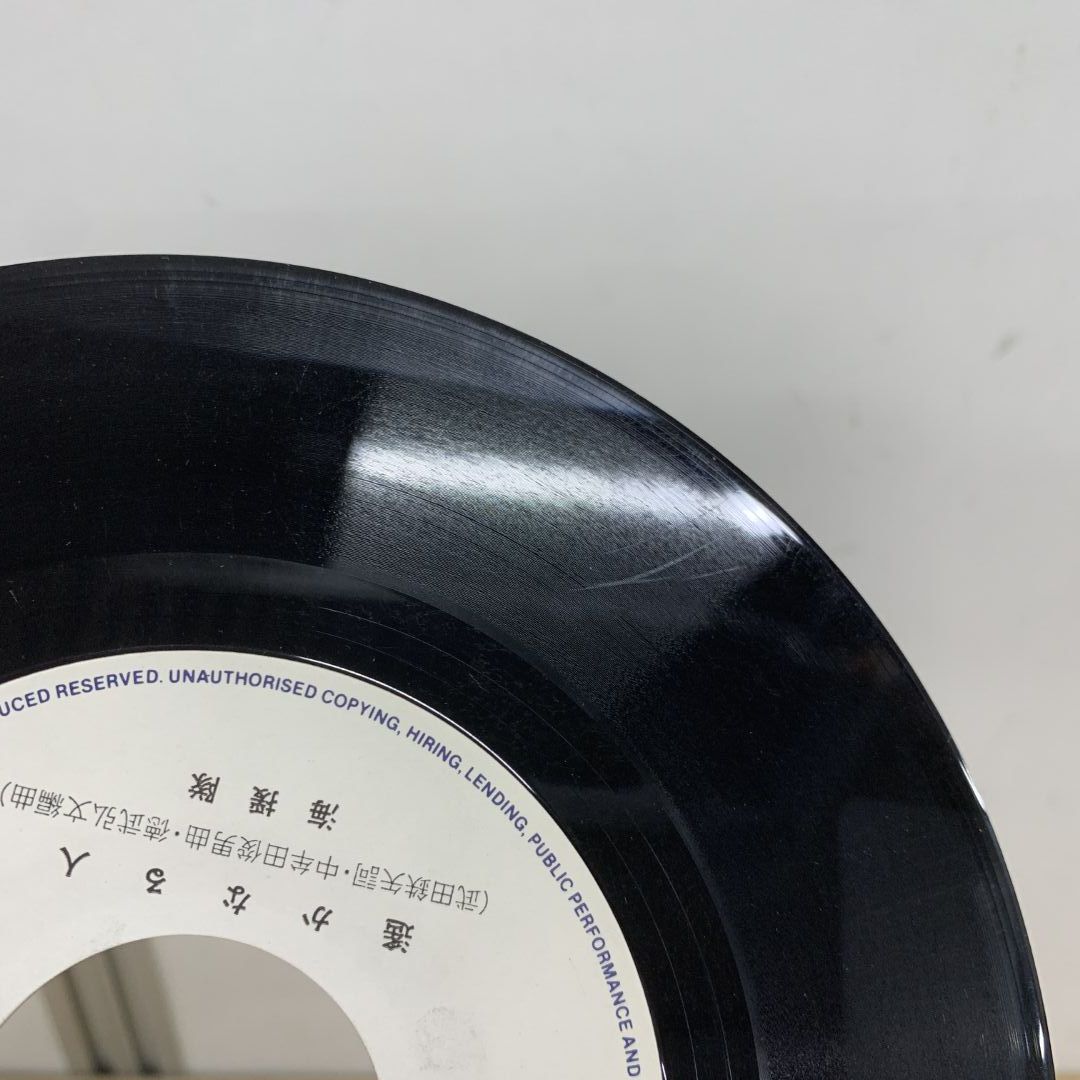 UCED RESERVED. UNAUTHORISED COPYING, HIRING, LENDING, PUBLIC PERFORMANCE AND
遙かなる人
(武田鉄矢詞・中牟田俊男曲・徳武弘文編曲)
海援隊